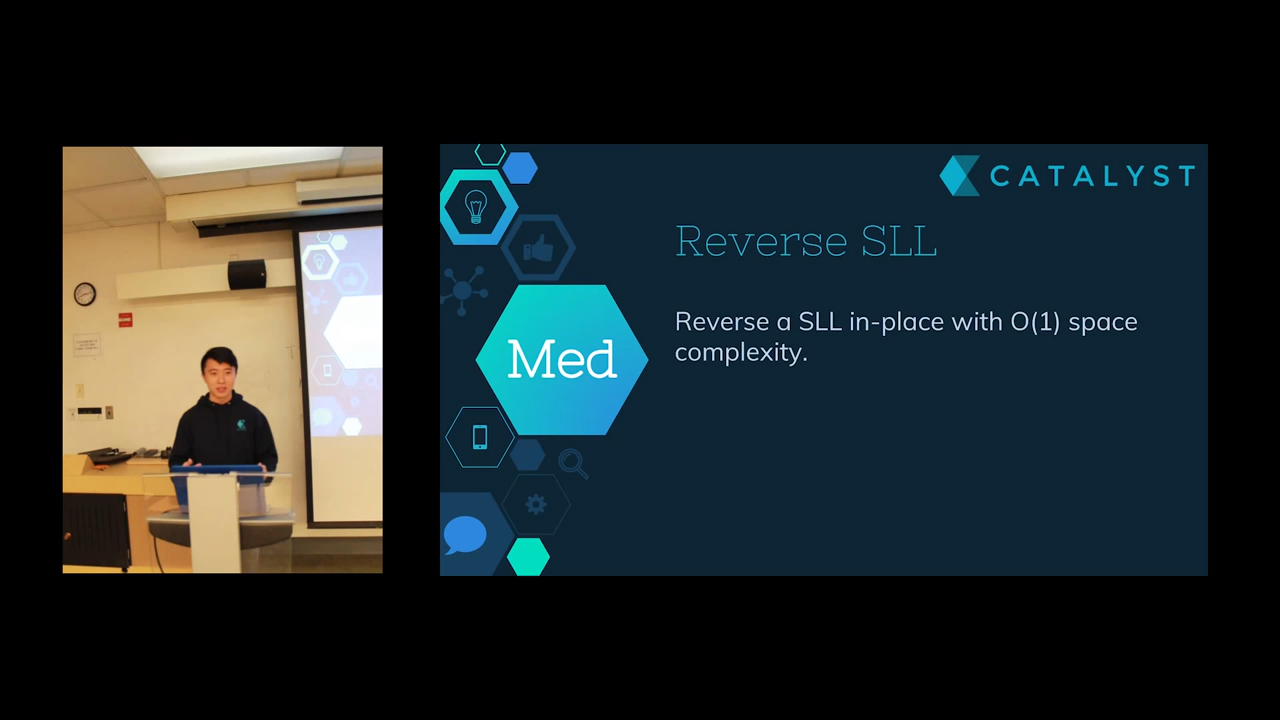 CATALYST
Reverse SLL
Reverse a SLL in-place with O(1) space
complexity.
Med